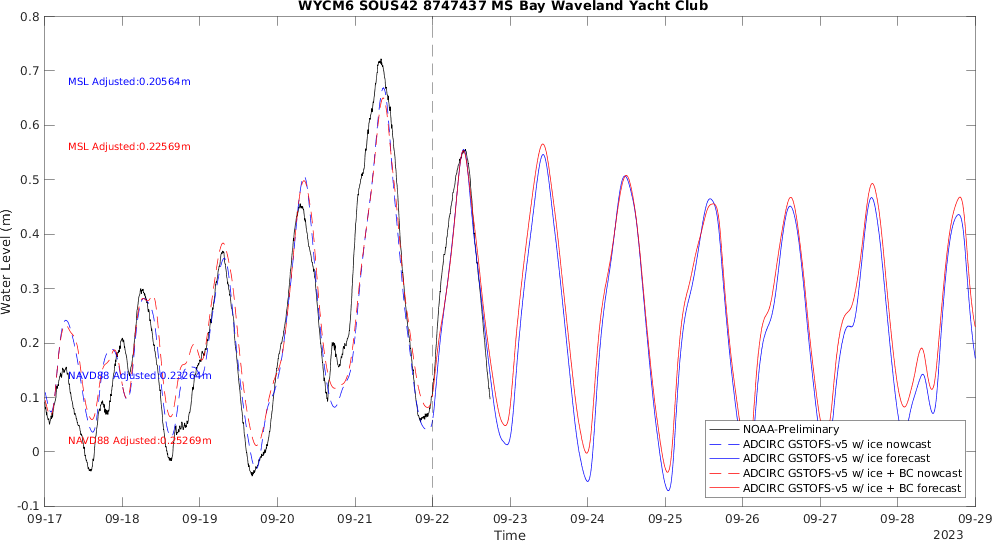 WYCM6 SOUS42 8747437 MS Bay Waveland Yacht Club
0.8
0.7
0.6
0.5
0.4
0.3
0.2
0.1
0
-0.1
Water Level (m)
MSL Adjusted:0.20564m
MSL Adjusted:0.22569m
NAVD88 Adjusted:0.23264m
NAVD88 Adjusted:0.25269m
NOAA-Preliminary
ADCIRC GSTOFS-v5 w/ ice nowcast
ADCIRC GSTOFS-v5 w/ ice forecast
ADCIRC GSTOFS-v5 w/ ice + BC nowcast
ADCIRC GSTOFS-v5 w/ ice + BC forecast
09-17 09-18 09-19 09-20 09-21 09-22 09-23 09-24 09-25 09-26 09-27 09-28 09-29
Time
2023